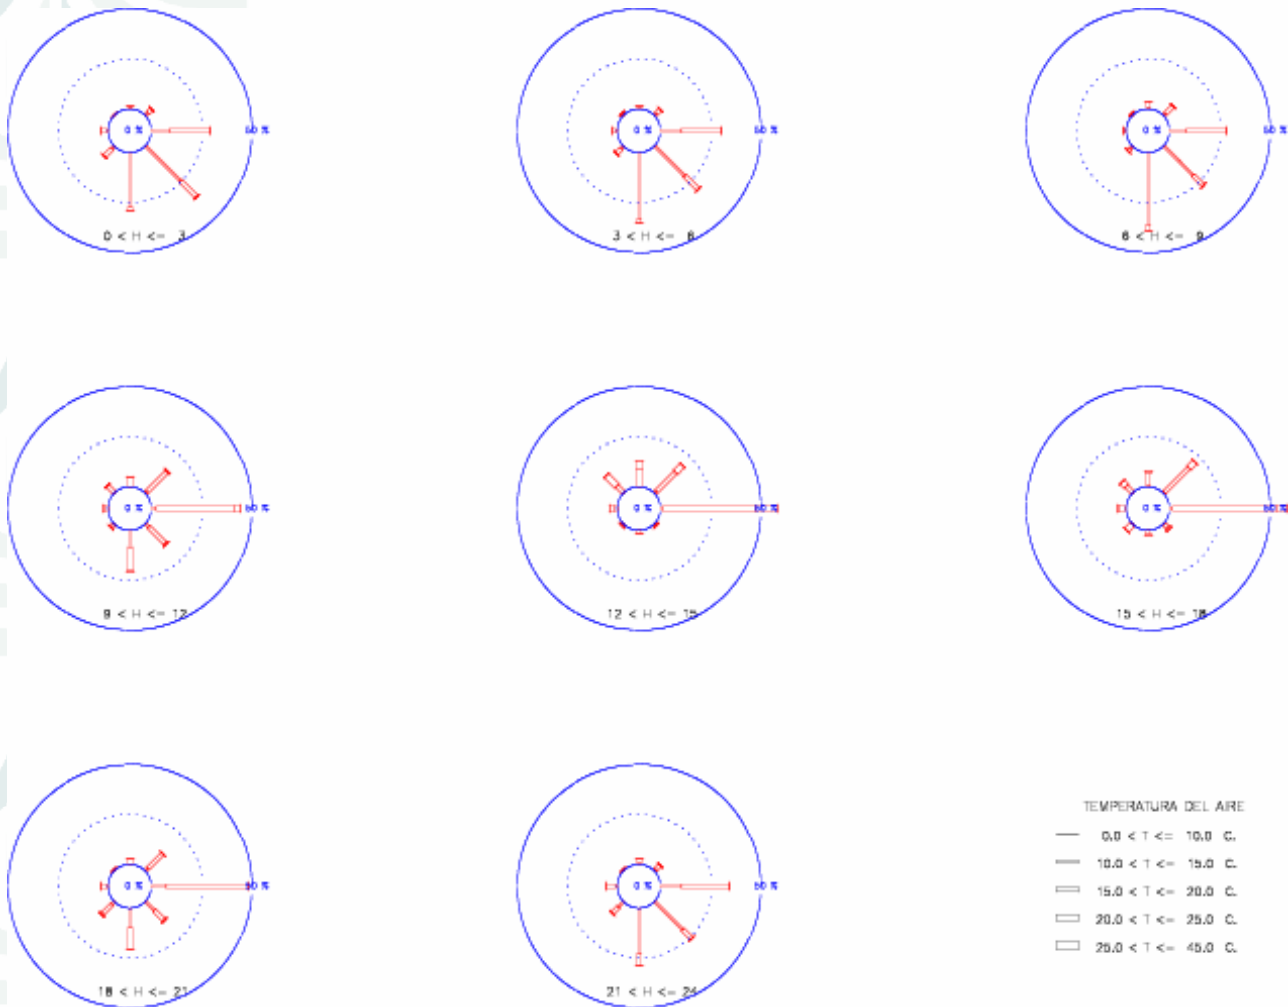 0 %
50 %
0 < H <= 3
0 %
50 %
3 < H <= 6
0 %
50 %
6 < H <= 9
0 %
50 %
9 < H <= 12
0 %
50 %
12 < H <= 15
0 %
50 %
15 < H <= 18
0 %
50 %
18 < H <= 21
0 %
50 %
21 < H <= 24
TEMPERATURA DEL AIRE
0.0 < T <= 10.0 C.
10.0 < T <= 15.0 C.
15.0 < T <= 20.0 C.
20.0 < T <= 25.0 C.
25.0 < T <= 45.0 C.